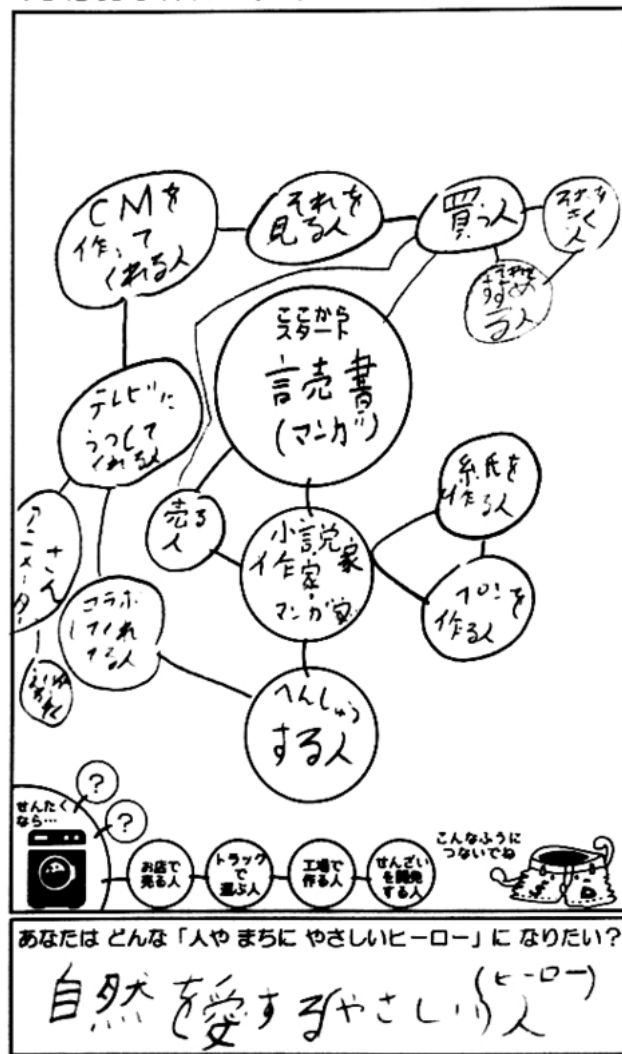 CMを
作って
くれる人
それを
見る人
買う人
さく
人
すすめ
る人
ここから
スタート
読書
(マンガ)
テレビに
うつして
くれる人
売る
人
小説家
作家・
マンガ家
紙を
作る人
ペンを
作る人
アニメーター
さん
コラボ
してくれ
する人
へんしゅう
する人
せんたく
なら…
?
?
お店で
売る人
トラック
で
運ぶ人
工場で
作る人
せんざい
を開発
する人
こんなふうに
つないでね
あなたは どんな「人や まちに やさしいヒーロー」に なりたい?
自然を愛するやさしい人(ヒーロー)